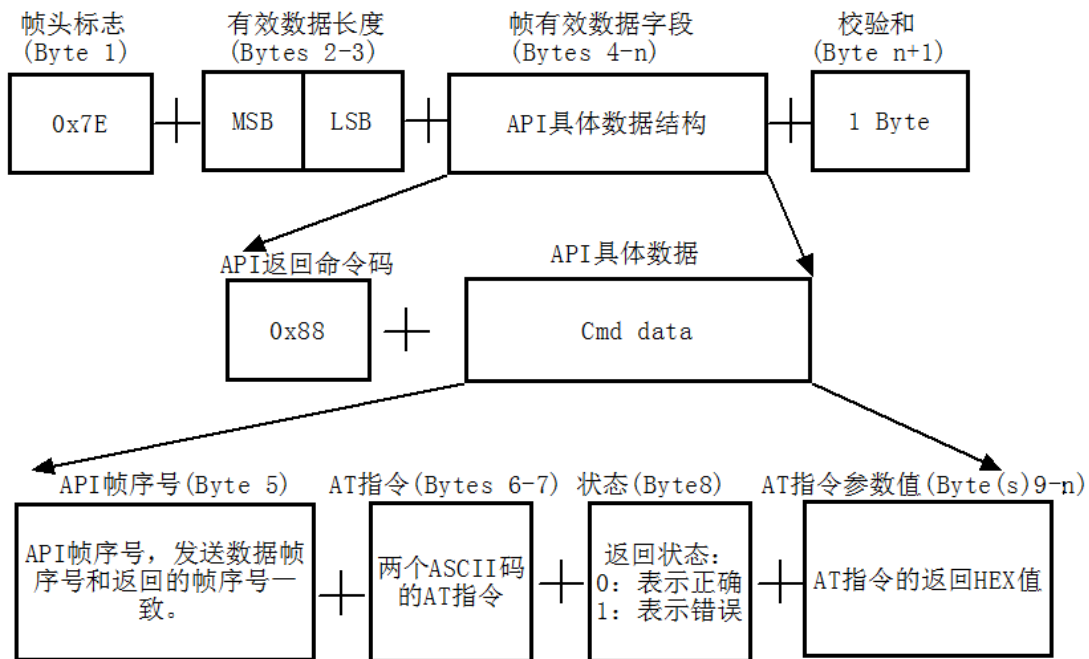 帧头标志
(Byte 1)
有效数据长度
(Bytes 2-3)
帧有效数据字段
(Bytes 4-n)
校验和
(Byte n+1)
0x7E
MSB
LSB
API具体数据结构
1 Byte
API返回命令码
API具体数据
0x88
Cmd data
API帧序号(Byte 5)
AT指令(Bytes 6-7)
状态(Byte8)
AT指令参数值(Byte(s)9-n)
API帧序号，发送数据帧
序号和返回的帧序号一
致。
两个ASCII码
的AT指令
返回状态：
0：表示正确
1：表示错误
AT指令的返回HEX值